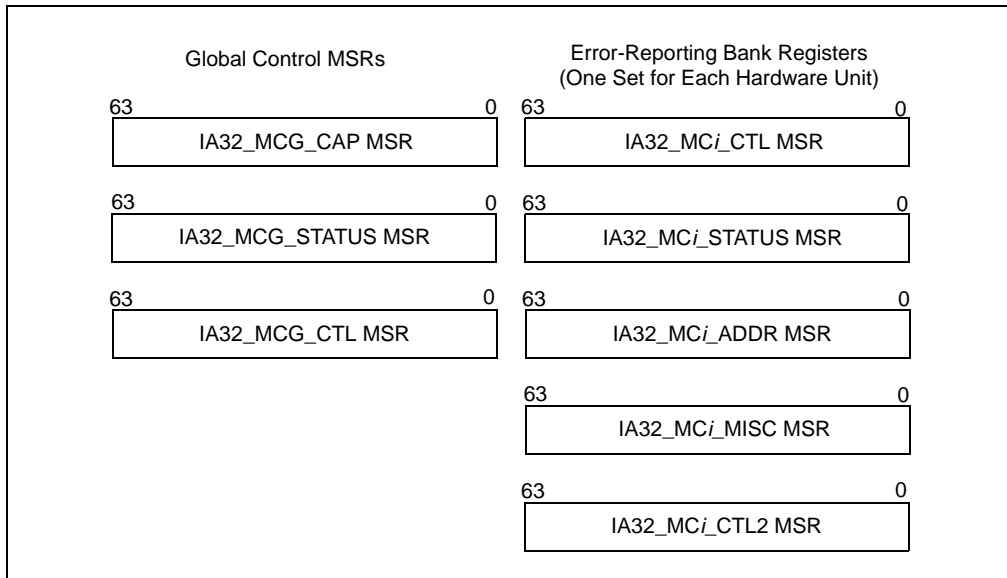 Global Control MSRs
63 0
IA32_MCG_CAP MSR
63 0
IA32_MCG_STATUS MSR
63 0
IA32_MCG_CTL MSR
Error-Reporting Bank Registers
(One Set for Each Hardware Unit)
63 0
IA32_MCi_CTL MSR
63 0
IA32_MCi_STATUS MSR
63 0
IA32_MCi_ADDR MSR
63 0
IA32_MCi_MISC MSR
63 0
IA32_MCi_CTL2 MSR